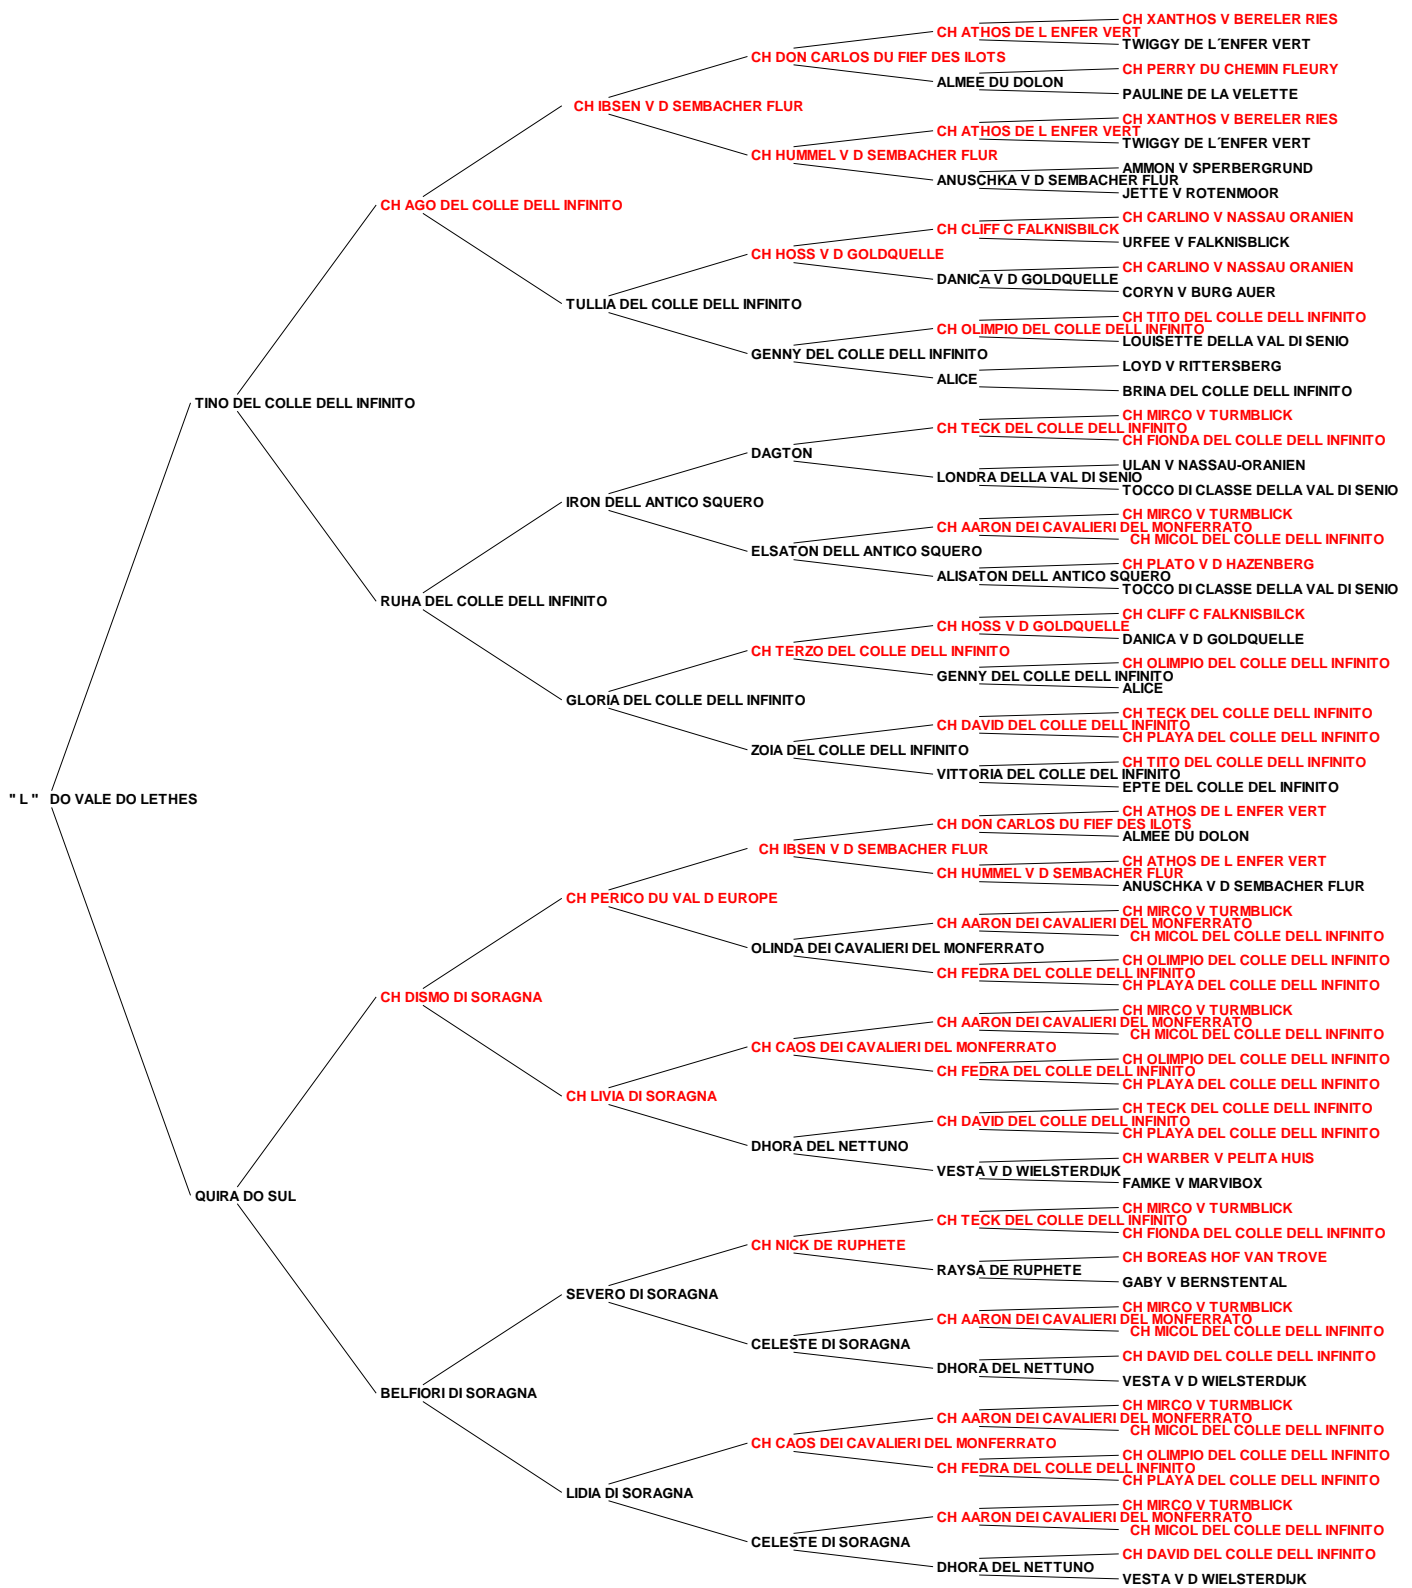 CH XANTHOS V BERELER RIES
CH ATHOS DE L ENFER VERT
TWIGGY DE L´ENFER VERT
CH DON CARLOS DU FIEF DES ILOTS
CH PERRY DU CHEMIN FLEURY
ALMEE DU DOLON
PAULINE DE LA VELETTE
CH IBSEN V D SEMBACHER FLUR
CH XANTHOS V BERELER RIES
CH ATHOS DE L ENFER VERT
TWIGGY DE L´ENFER VERT
CH HUMMEL V D SEMBACHER FLUR
AMMON V SPERBERGRUND
ANUSCHKA V D SEMBACHER FLUR
JETTE V ROTENMOOR
CH AGO DEL COLLE DELL INFINITO
CH CARLINO V NASSAU ORANIEN
CH CLIFF C FALKNISBILCK
URFEE V FALKNISBLICK
CH HOSS V D GOLDQUELLE
CH CARLINO V NASSAU ORANIEN
DANICA V D GOLDQUELLE
CORYN V BURG AUER
TULLIA DEL COLLE DELL INFINITO
CH TITO DEL COLLE DELL INFINITO
CH OLIMPIO DEL COLLE DELL INFINITO
LOUISETTE DELLA VAL DI SENIO
GENNY DEL COLLE DELL INFINITO
LOYD V RITTERSBERG
ALICE
BRINA DEL COLLE DELL INFINITO
TINO DEL COLLE DELL INFINITO
CH MIRCO V TURMBLICK
CH TECK DEL COLLE DELL INFINITO
CH FIONDA DEL COLLE DELL INFINITO
DAGTON
ULAN V NASSAU-ORANIEN
LONDRA DELLA VAL DI SENIO
TOCCO DI CLASSE DELLA VAL DI SENIO
IRON DELL ANTICO SQUERO
CH MIRCO V TURMBLICK
CH AARON DEI CAVALIERI DEL MONFERRATO
CH MICOL DEL COLLE DELL INFINITO
ELSATON DELL ANTICO SQUERO
CH PLATO V D HAZENBERG
ALISATON DELL ANTICO SQUERO
TOCCO DI CLASSE DELLA VAL DI SENIO
RUHA DEL COLLE DELL INFINITO
CH CLIFF C FALKNISBILCK
CH HOSS V D GOLDQUELLE
DANICA V D GOLDQUELLE
CH TERZO DEL COLLE DELL INFINITO
CH OLIMPIO DEL COLLE DELL INFINITO
GENNY DEL COLLE DELL INFINITO
ALICE
GLORIA DEL COLLE DELL INFINITO
CH TECK DEL COLLE DELL INFINITO
CH DAVID DEL COLLE DELL INFINITO
CH PLAYA DEL COLLE DELL INFINITO
ZOIA DEL COLLE DELL INFINITO
CH TITO DEL COLLE DELL INFINITO
VITTORIA DEL COLLE DEL INFINITO
EPTE DEL COLLE DEL INFINITO
" L " DO VALE DO LETHES
CH ATHOS DE L ENFER VERT
CH DON CARLOS DU FIEF DES ILOTS
ALMEE DU DOLON
CH IBSEN V D SEMBACHER FLUR
CH ATHOS DE L ENFER VERT
CH HUMMEL V D SEMBACHER FLUR
ANUSCHKA V D SEMBACHER FLUR
CH PERICO DU VAL D EUROPE
CH MIRCO V TURMBLICK
CH AARON DEI CAVALIERI DEL MONFERRATO
CH MICOL DEL COLLE DELL INFINITO
OLINDA DEI CAVALIERI DEL MONFERRATO
CH OLIMPIO DEL COLLE DELL INFINITO
CH FEDRA DEL COLLE DELL INFINITO
CH PLAYA DEL COLLE DELL INFINITO
CH DISMO DI SORAGNA
CH MIRCO V TURMBLICK
CH AARON DEI CAVALIERI DEL MONFERRATO
CH MICOL DEL COLLE DELL INFINITO
CH CAOS DEI CAVALIERI DEL MONFERRATO
CH OLIMPIO DEL COLLE DELL INFINITO
CH FEDRA DEL COLLE DELL INFINITO
CH PLAYA DEL COLLE DELL INFINITO
CH LIVIA DI SORAGNA
CH TECK DEL COLLE DELL INFINITO
CH DAVID DEL COLLE DELL INFINITO
CH PLAYA DEL COLLE DELL INFINITO
DHORA DEL NETTUNO
CH WARBER V PELITA HUIS
VESTA V D WIELSTERDIJK
FAMKE V MARVIBOX
QUIRA DO SUL
CH MIRCO V TURMBLICK
CH TECK DEL COLLE DELL INFINITO
CH FIONDA DEL COLLE DELL INFINITO
CH NICK DE RUPHETE
CH BOREAS HOF VAN TROVE
RAYSA DE RUPHETE
GABY V BERNSTENTAL
SEVERO DI SORAGNA
CH MIRCO V TURMBLICK
CH AARON DEI CAVALIERI DEL MONFERRATO
CH MICOL DEL COLLE DELL INFINITO
CELESTE DI SORAGNA
CH DAVID DEL COLLE DELL INFINITO
DHORA DEL NETTUNO
VESTA V D WIELSTERDIJK
BELFIORI DI SORAGNA
CH MIRCO V TURMBLICK
CH AARON DEI CAVALIERI DEL MONFERRATO
CH MICOL DEL COLLE DELL INFINITO
CH CAOS DEI CAVALIERI DEL MONFERRATO
CH OLIMPIO DEL COLLE DELL INFINITO
CH FEDRA DEL COLLE DELL INFINITO
CH PLAYA DEL COLLE DELL INFINITO
LIDIA DI SORAGNA
CH MIRCO V TURMBLICK
CH AARON DEI CAVALIERI DEL MONFERRATO
CH MICOL DEL COLLE DELL INFINITO
CELESTE DI SORAGNA
CH DAVID DEL COLLE DELL INFINITO
DHORA DEL NETTUNO
VESTA V D WIELSTERDIJK